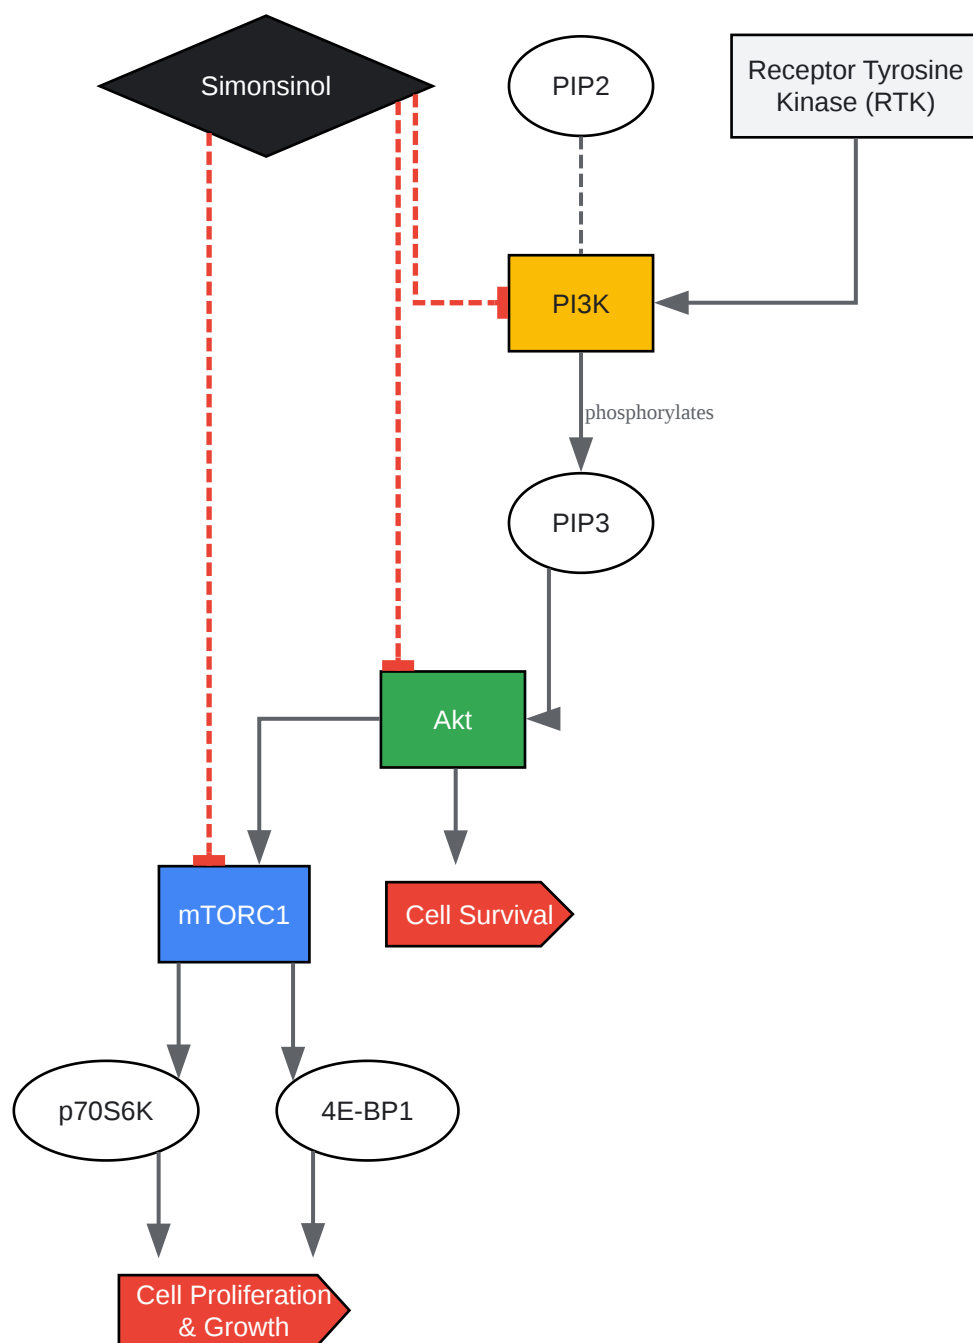 Simonsinol
PIP2
Receptor Tyrosine
Kinase (RTK)
PI3K
phosphorylates
PIP3
Akt
mTORC1
Cell Survival
p70S6K
4E-BP1
Cell Proliferation
& Growth